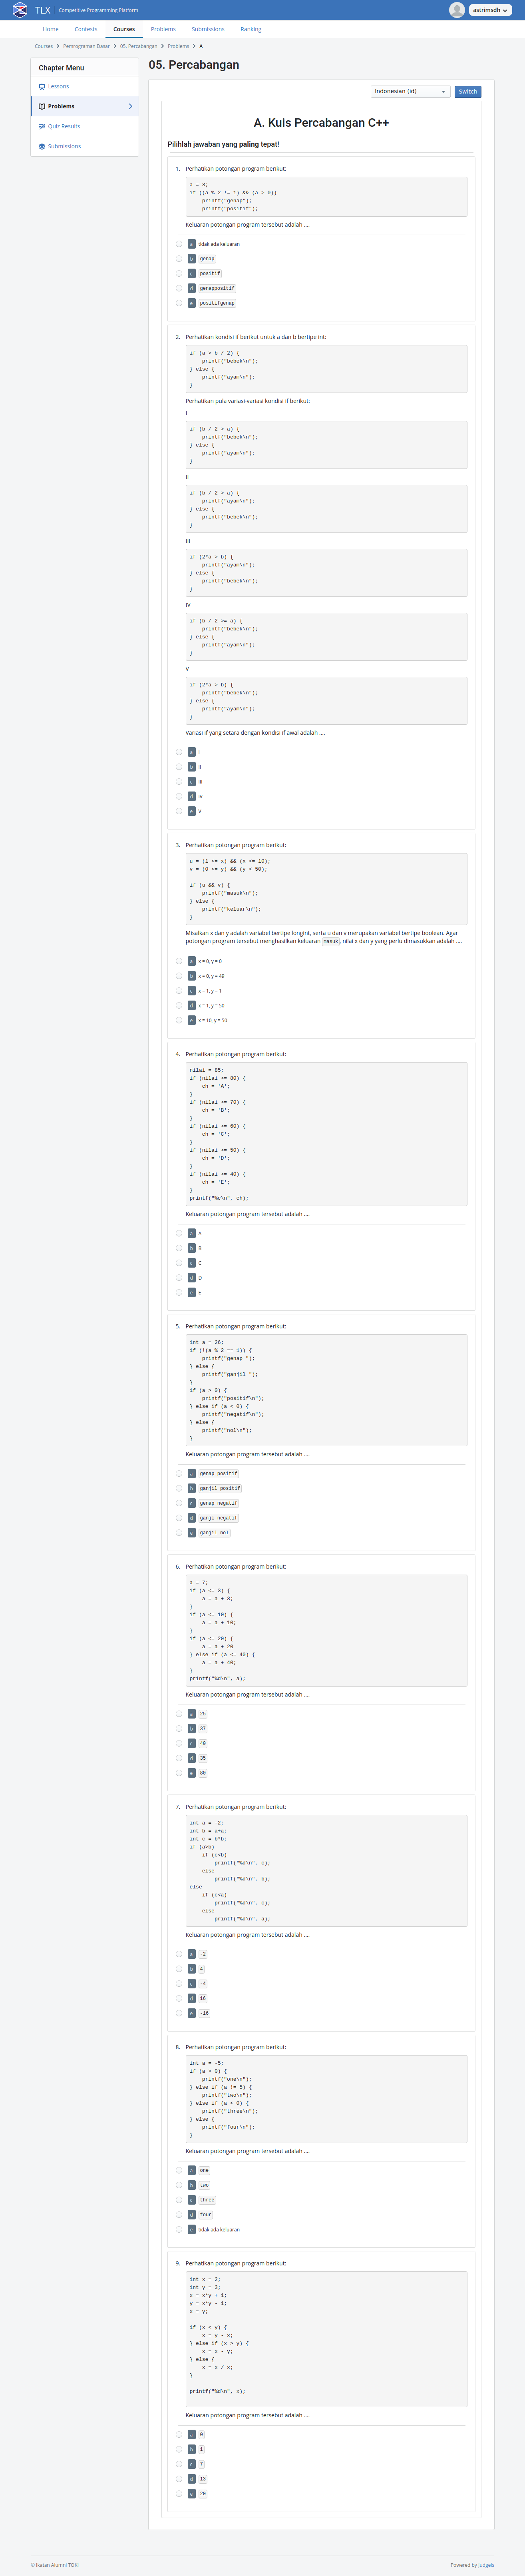 TLX Competitive Programming Platform
astrimsdh
Home Contests Courses Problems Submissions Ranking
Courses Pemrograman Dasar 05. Percabangan Problems A
Chapter Menu
Lessons
Problems
Quiz Results
Submissions
05. Percabangan
Indonesian (id) Switch
A. Kuis Percabangan C++
Pilihlah jawaban yang paling tepat!
1. Perhatikan potongan program berikut:
a = 3;
if ((a % 2 != 1) && (a > 0))
printf("genap");
printf("positif");
Keluaran potongan program tersebut adalah ....
a tidak ada keluaran
b genap
c positif
d genappositif
e positifgenap
2. Perhatikan kondisi if berikut untuk a dan b bertipe int:
if (a > b / 2) {
printf("bebek\n");
} else {
printf("ayam\n");
}
Perhatikan pula variasi-variasi kondisi if berikut:
I
if (b / 2 > a) {
printf("bebek\n");
} else {
printf("ayam\n");
}
II
if (b / 2 > a) {
printf("ayam\n");
} else {
printf("bebek\n");
}
III
if (2*a > b) {
printf("ayam\n");
} else {
printf("bebek\n");
}
IV
if (b / 2 >= a) {
printf("bebek\n");
} else {
printf("ayam\n");
}
V
if (2*a > b) {
printf("bebek\n");
} else {
printf("ayam\n");
}
Variasi if yang setara dengan kondisi if awal adalah ....
a I
b II
c III
d IV
e V
3. Perhatikan potongan program berikut:
u = (1 <= x) && (x <= 10);
v = (0 <= y) && (y < 50);
if (u && v) {
printf("masuk\n");
} else {
printf("keluar\n");
}
Misalkan x dan y adalah variabel bertipe longint, serta u dan v merupakan variabel bertipe boolean. Agar
potongan program tersebut menghasilkan keluaran masuk, nilai x dan y yang perlu dimasukkan adalah ....
a x = 0, y = 0
b x = 0, y = 49
c x = 1, y = 1
d x = 1, y = 50
e x = 10, y = 50
4. Perhatikan potongan program berikut:
nilai = 85;
if (nilai >= 80) {
ch = 'A';
}
if (nilai >= 70) {
ch = 'B';
}
if (nilai >= 60) {
ch = 'C';
}
if (nilai >= 50) {
ch = 'D';
}
if (nilai >= 40) {
ch = 'E';
}
printf("%c\n", ch);
Keluaran potongan program tersebut adalah ....
a A
b B
c C
d D
e E
5. Perhatikan potongan program berikut:
int a = 26;
if (!(a % 2 == 1)) {
printf("genap ");
} else {
printf("ganjil ");
}
if (a > 0) {
printf("positif\n");
} else if (a < 0) {
printf("negatif\n");
} else {
printf("nol\n");
}
Keluaran potongan program tersebut adalah ....
a genap positif
b ganjil positif
c genap negatif
d ganji negatif
e ganjil nol
6. Perhatikan potongan program berikut:
a = 7;
if (a <= 3) {
a = a + 3;
}
if (a <= 10) {
a = a + 10;
}
if (a <= 20) {
a = a + 20
} else if (a <= 40) {
a = a + 40;
}
printf("%d\n", a);
Keluaran potongan program tersebut adalah ....
a 25
b 37
c 40
d 35
e 80
7. Perhatikan potongan program berikut:
int a = -2;
int b = a+a;
int c = b*b;
if (a>b)
if (c<b)
printf("%d\n", c);
else
printf("%d\n", b);
else
if (c<a)
printf("%d\n", c);
else
printf("%d\n", a);
Keluaran potongan program tersebut adalah ....
a -2
b 4
c -4
d 16
e -16
8. Perhatikan potongan program berikut:
int a = -5;
if (a > 0) {
printf("one\n");
} else if (a != 5) {
printf("two\n");
} else if (a < 0) {
printf("three\n");
} else {
printf("four\n");
}
Keluaran potongan program tersebut adalah ....
a one
b two
c three
d four
e tidak ada keluaran
9. Perhatikan potongan program berikut:
int x = 2;
int y = 3;
x = x*y + 1;
y = x*y - 1;
x = y;
if (x < y) {
x = y - x;
} else if (x > y) {
x = x - y;
} else {
x = x / x;
}
printf("%d\n", x);
Keluaran potongan program tersebut adalah ....
a 0
b 1
c 7
d 13
e 20
© Ikatan Alumni TOKI Powered by Judgels